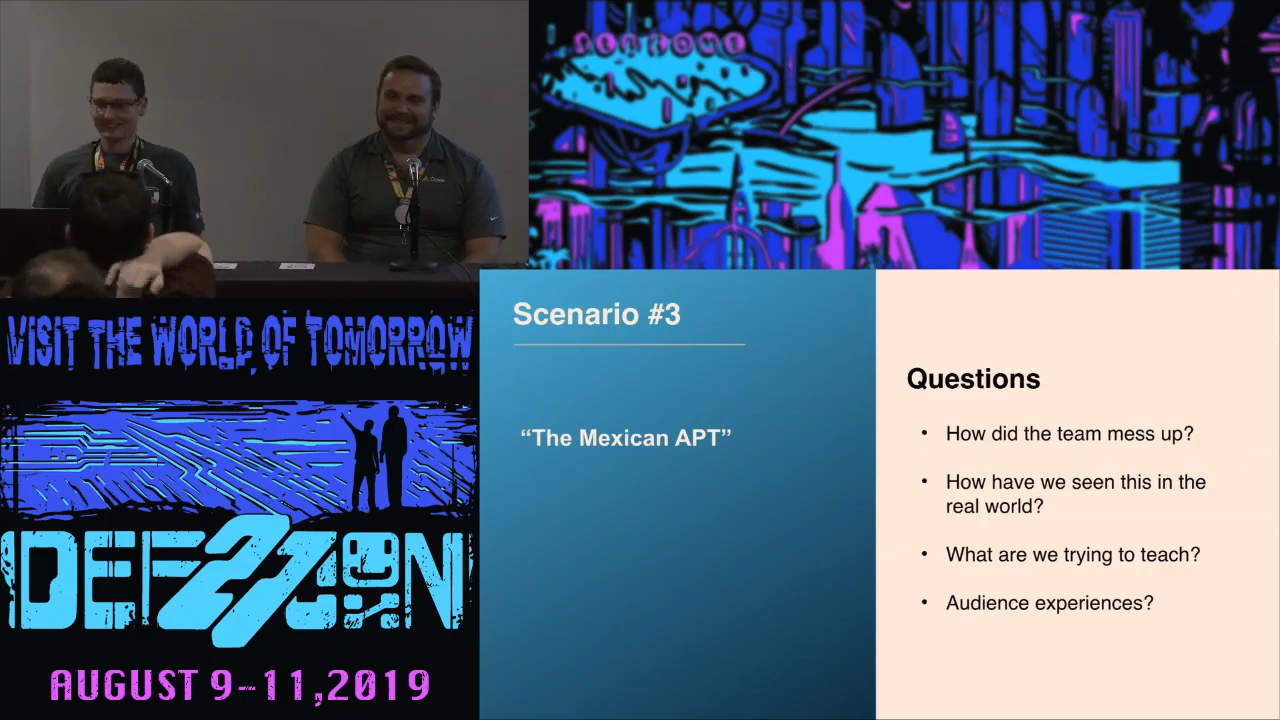 WELCOME
VISIT THE WORLD OF TOMORROW
DEF CON
27
AUGUST 9-11,2019
Scenario #3
“The Mexican APT”
Questions
• How did the team mess up?
• How have we seen this in the
real world?
• What are we trying to teach?
• Audience experiences?